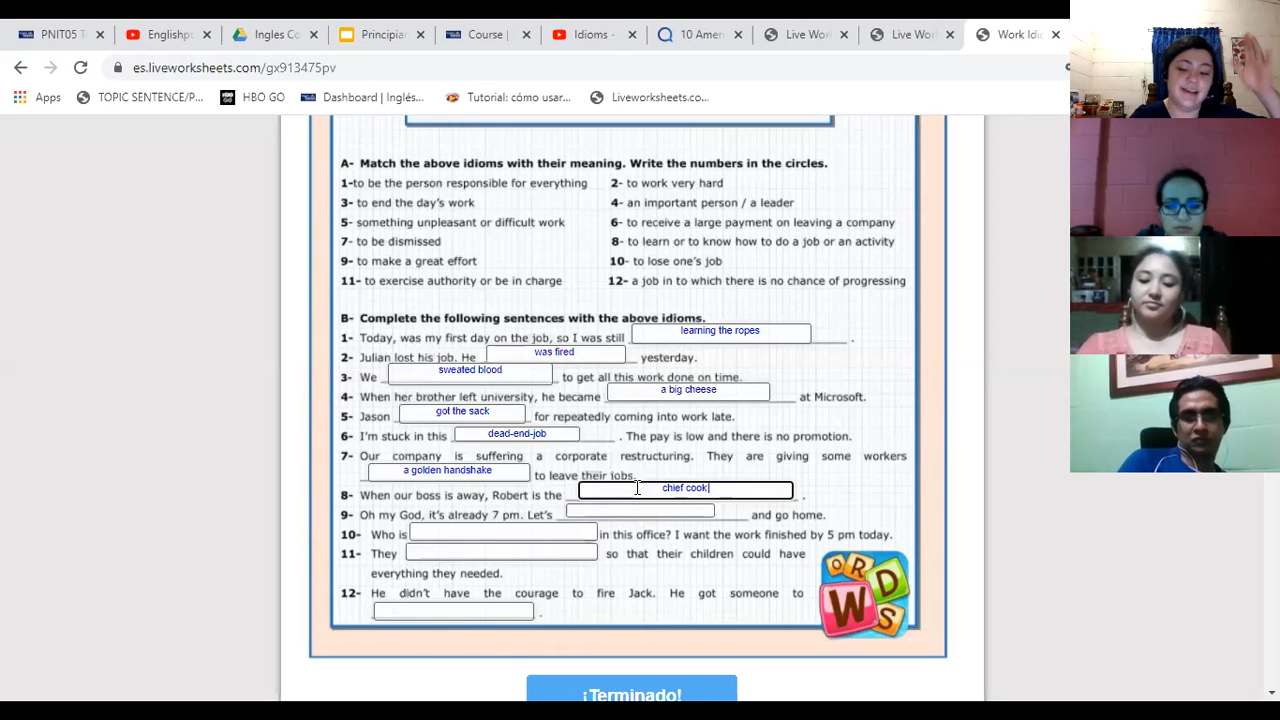 PNIT05 T
Englishpo
Ingles Co
Principian
Course
Idioms -
10 Ameri
Live Wor
Live Wor
Work Idio
es.liveworksheets.com/gx913475pv
Apps
TOPIC SENTENCE/P...
HBO GO
Dashboard | Inglés...
Tutorial: cómo usar...
Liveworksheets.co...
A- Match the above idioms with their meaning. Write the numbers in the circles.
1-to be the person responsible for everything 2- to work very hard
3- to end the day's work 4- an important person / a leader
5- something unpleasant or difficult work 6- to receive a large payment on leaving a company
7- to be dismissed 8- to learn or to know how to do a job or an activity
9- to make a great effort 10- to lose one's job
11- to exercise authority or be in charge 12- a job in to which there is no chance of progressing
B- Complete the following sentences with the above idioms.
1- Today, was my first day on the job, so I was still learning the ropes .
2- Julian lost his job. He was fired yesterday.
3- We sweated blood to get all this work done on time.
4- When her brother left university, he became a big cheese at Microsoft.
5- Jason got the sack for repeatedly coming into work late.
6- I'm stuck in this dead-end-job . The pay is low and there is no promotion.
7- Our company is suffering a corporate restructuring. They are giving some workers
a golden handshake to leave their jobs.
8- When our boss is away, Robert is the chief cook .
9- Oh my God, it's already 7 pm. Let's and go home.
10- Who is in this office? I want the work finished by 5 pm today.
11- They so that their children could have
everything they needed.
12- He didn't have the courage to fire Jack. He got someone to
.
ORD
W
S
¡Terminado!